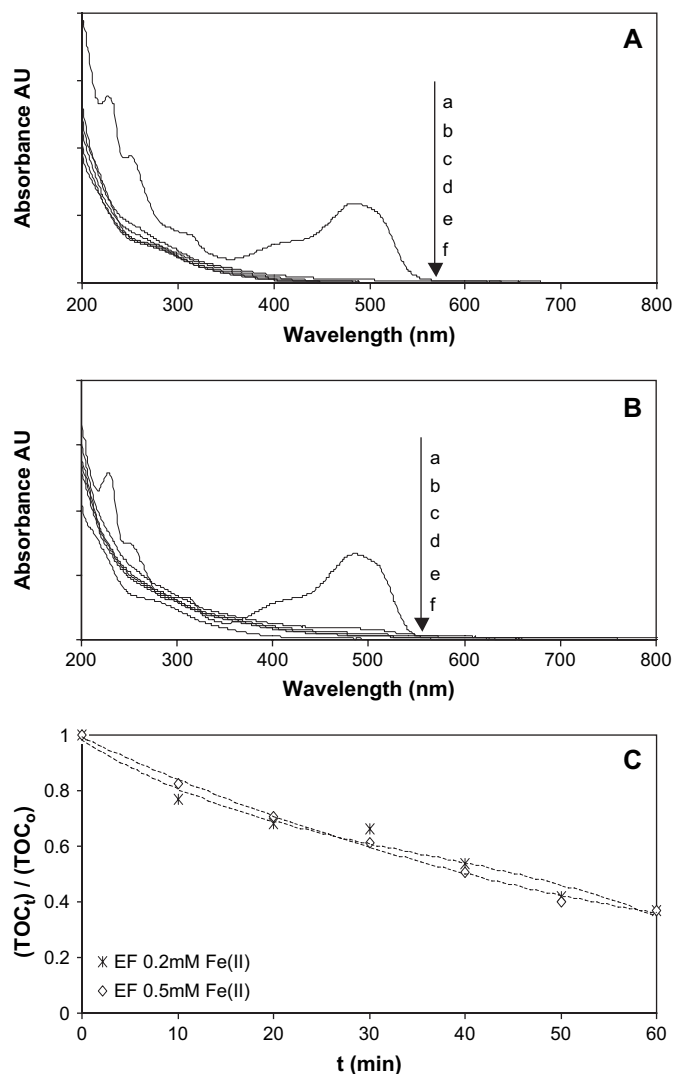 A
Absorbance AU
a
b
c
d
e
f
200 300 400 500 600 700 800
Wavelength (nm)
B
Absorbance AU
a
b
c
d
e
f
200 300 400 500 600 700 800
Wavelength (nm)
C
(TOCt) / (TOCo)
1
0.8
0.6
0.4
0.2
0
EF 0.2mM Fe(II)
EF 0.5mM Fe(II)
0 10 20 30 40 50 60
t (min)